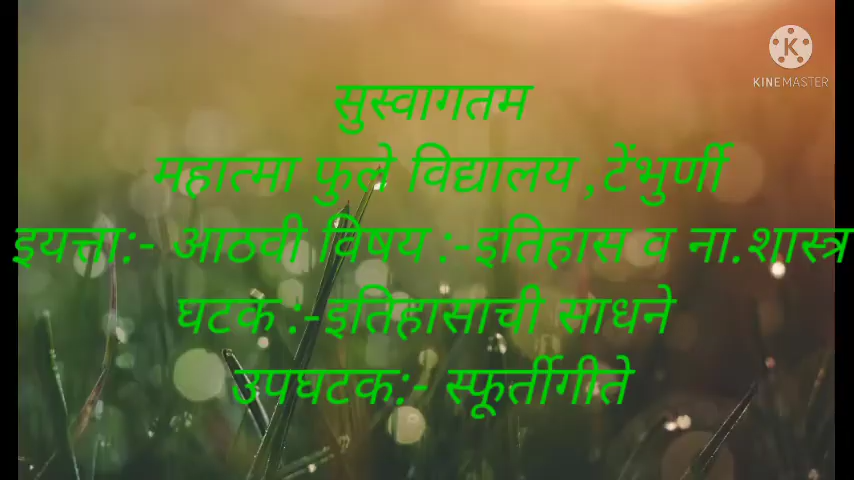 KINEMASTER
सुस्वागतम
महात्मा फुले विद्यालय ,टेंभुर्णी
इयत्ता:- आठवी विषय :-इतिहास व ना.शास्त्र
घटक :-इतिहासाची साधने
उपघटक:- स्फूर्तीगीते